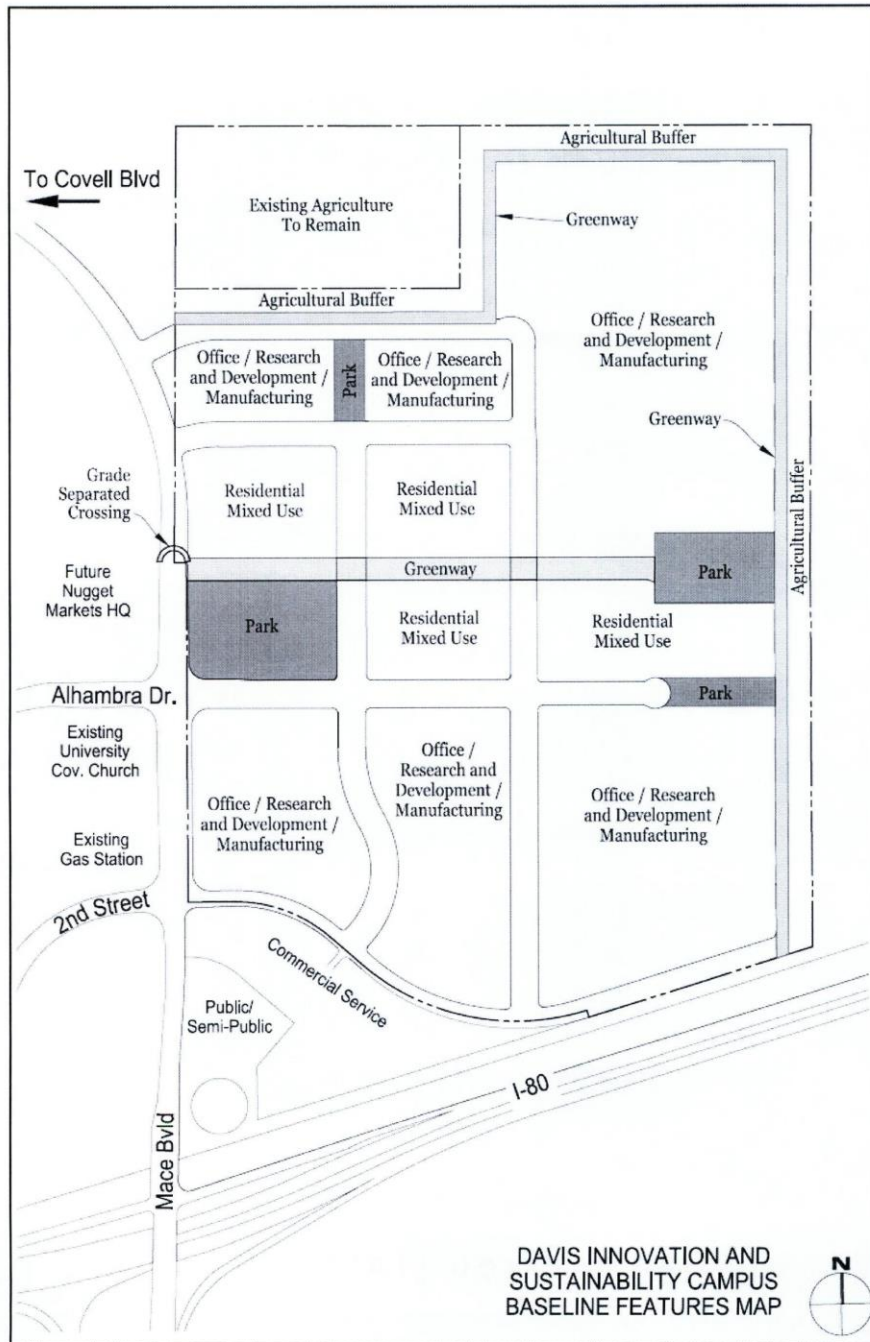 Agricultural Buffer
To Covell Blvd
Existing Agriculture
To Remain
Greenway
Agricultural Buffer
Office / Research
and Development /
Manufacturing
Office / Research
and Development /
Manufacturing
Park
Office / Research
and Development /
Manufacturing
Greenway
Agricultural Buffer
Grade
Separated
Crossing
Residential
Mixed Use
Residential
Mixed Use
Future
Nugget
Markets HQ
Greenway
Park
Park
Residential
Mixed Use
Residential
Mixed Use
Alhambra Dr.
Park
Existing
University
Cov. Church
Office / Research
and Development /
Manufacturing
Office /
Research and
Development /
Manufacturing
Office / Research
and Development /
Manufacturing
Existing
Gas Station
2nd Street
Commercial Service
Public/
Semi-Public
I-80
Mace Bvld
DAVIS INNOVATION AND
SUSTAINABILITY CAMPUS
BASELINE FEATURES MAP
N